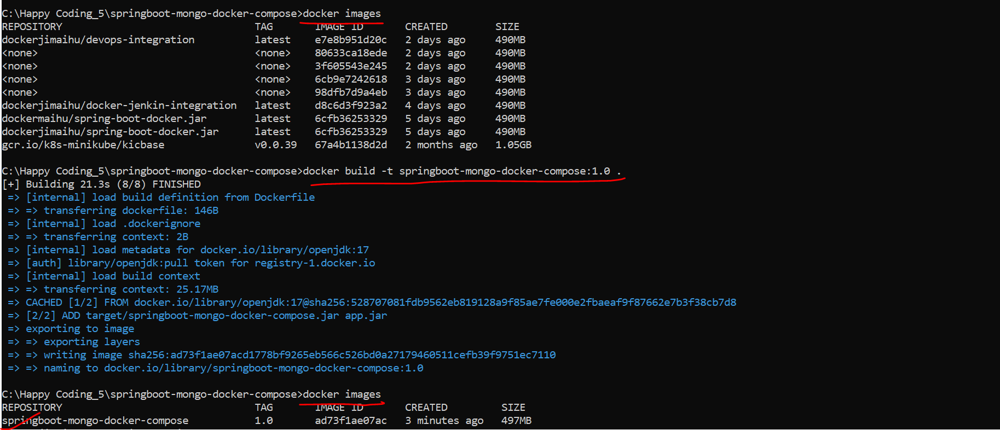 C:\Happy Coding_5\springboot-mongo-docker-compose>docker images
REPOSITORY TAG IMAGE ID CREATED SIZE
dockerjimaihu/devops-integration latest e7e8b951d20c 2 days ago 490MB
<none> <none> 80633ca18ede 2 days ago 490MB
<none> <none> 3f605543e245 2 days ago 490MB
<none> <none> 6cb9e7242618 3 days ago 490MB
<none> <none> 98dfb7d9a4eb 3 days ago 490MB
dockerjimaihu/docker-jenkin-integration latest d8c6d3f923a2 4 days ago 490MB
dockermaihu/spring-boot-docker.jar latest 6cfb36253329 5 days ago 490MB
dockerjimaihu/spring-boot-docker.jar latest 6cfb36253329 5 days ago 490MB
gcr.io/k8s-minikube/kicbase v0.0.39 67a4b1138d2d 2 months ago 1.05GB
C:\Happy Coding_5\springboot-mongo-docker-compose>docker build -t springboot-mongo-docker-compose:1.0 .
[+] Building 21.3s (8/8) FINISHED
=> [internal] load build definition from Dockerfile
=> => transferring dockerfile: 146B
=> [internal] load .dockerignore
=> => transferring context: 2B
=> [internal] load metadata for docker.io/library/openjdk:17
=> [auth] library/openjdk:pull token for registry-1.docker.io
=> [internal] load build context
=> => transferring context: 25.17MB
=> CACHED [1/2] FROM docker.io/library/openjdk:17@sha256:528707081fdb9562eb819128a9f85ae7fe000e2fbaeaf9f87662e7b3f38cb7d8
=> [2/2] ADD target/springboot-mongo-docker-compose.jar app.jar
=> exporting to image
=> => exporting layers
=> => writing image sha256:ad73f1ae07acd1778bf9265eb566c526bd0a27179460511cefb39f9751ec7110
=> => naming to docker.io/library/springboot-mongo-docker-compose:1.0
C:\Happy Coding_5\springboot-mongo-docker-compose>docker images
REPOSITORY TAG IMAGE ID CREATED SIZE
springboot-mongo-docker-compose 1.0 ad73f1ae07ac 3 minutes ago 497MB